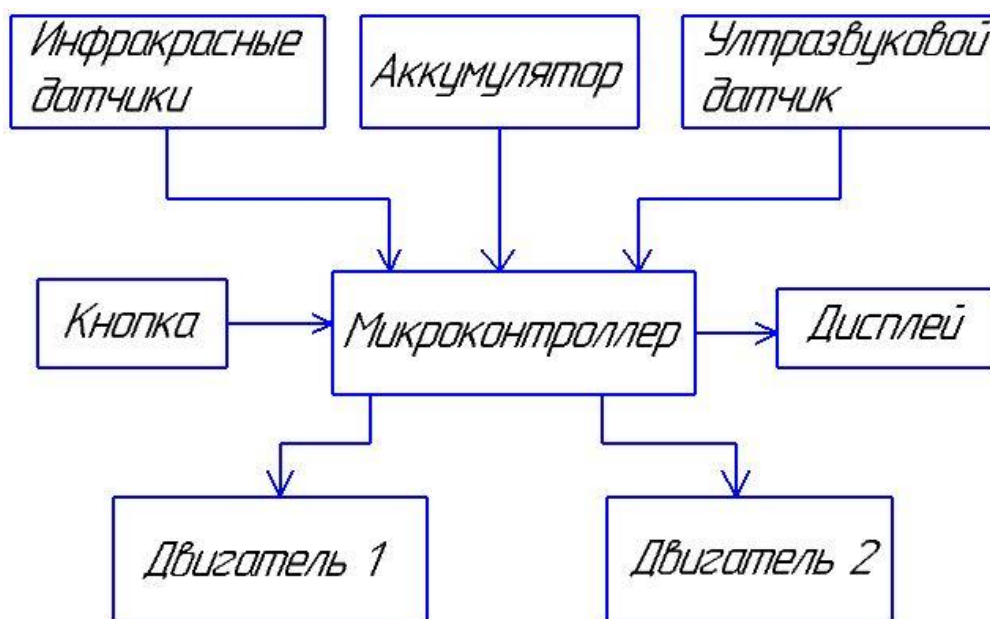 Инфракрасные
датчики
Аккумулятор
Ултразвуковой
датчик
Кнопка
Микроконтроллер
Дисплей
Двигатель 1
Двигатель 2